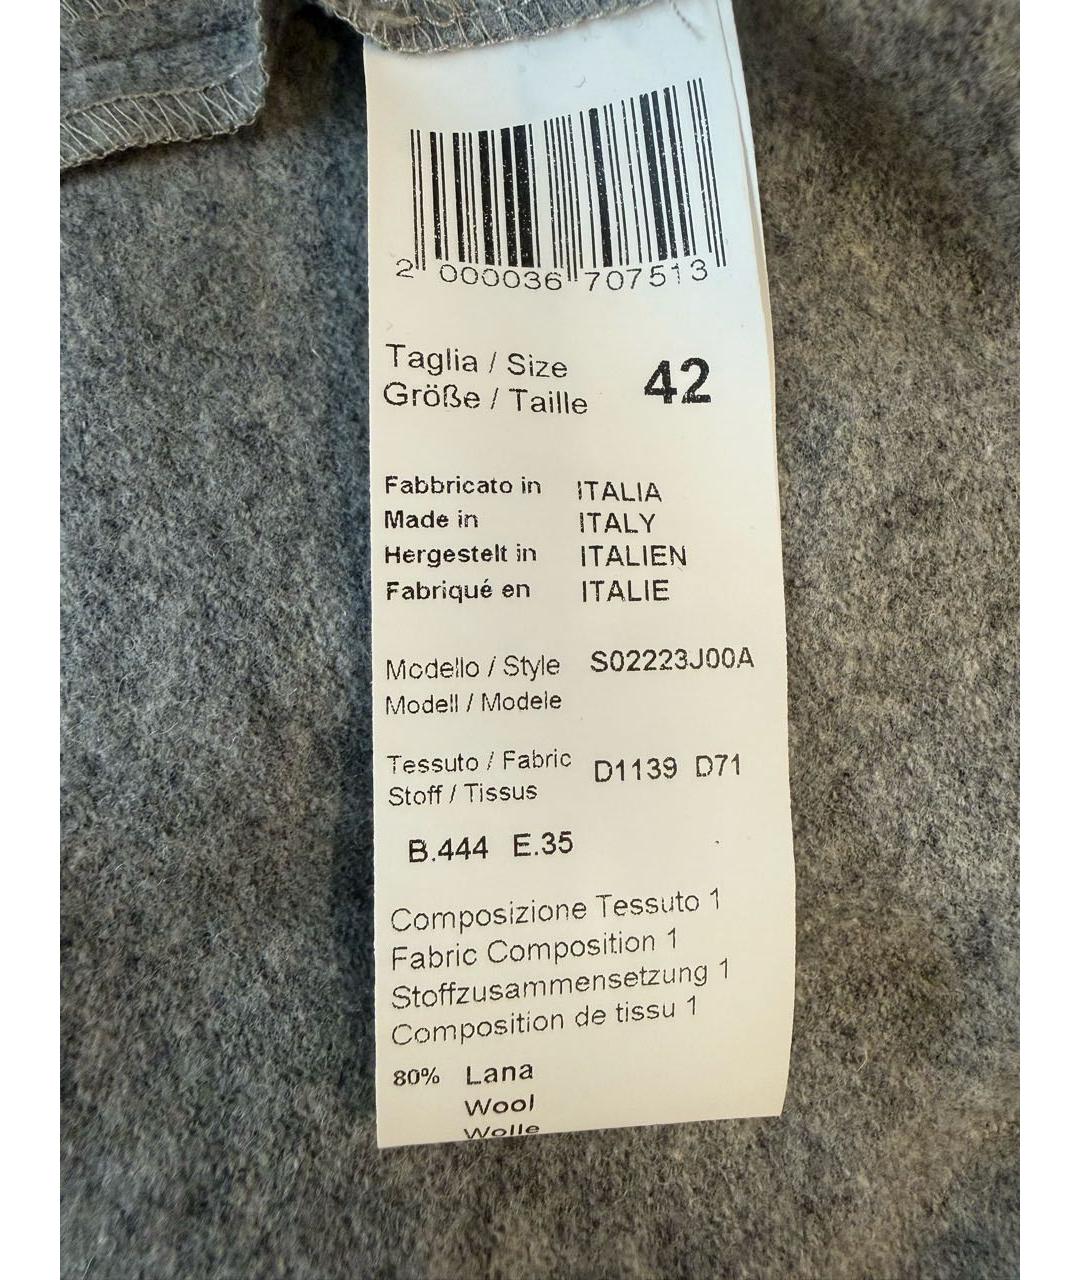 2 000036 707513
Taglia / Size
Größe / Taille 42
Fabbricato in ITALIA
Made in ITALY
Hergestelt in ITALIEN
Fabriqué en ITALIE
Modello / Style S02223J00A
Modell / Modele
Tessuto / Fabric D1139 D71
Stoff / Tissus
B.444 E.35
Composizione Tessuto 1
Fabric Composition 1
Stoffzusammensetzung 1
Composition de tissu 1
80% Lana
Wool
Wolle